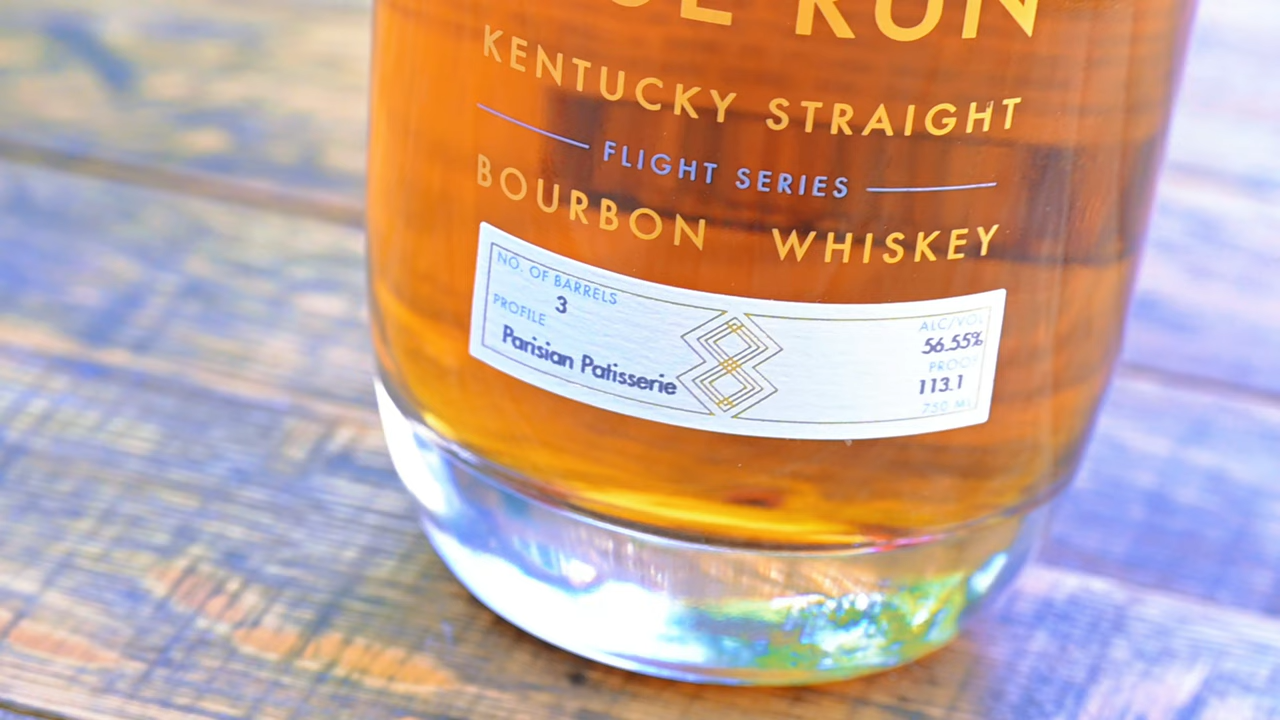 RUN
KENTUCKY STRAIGHT
FLIGHT SERIES
BOURBON WHISKEY
NO. OF BARRELS
3
PROFILE
Parisian Patisserie
ALC/VOL
56.55%
PROOF
113.1
750 ML